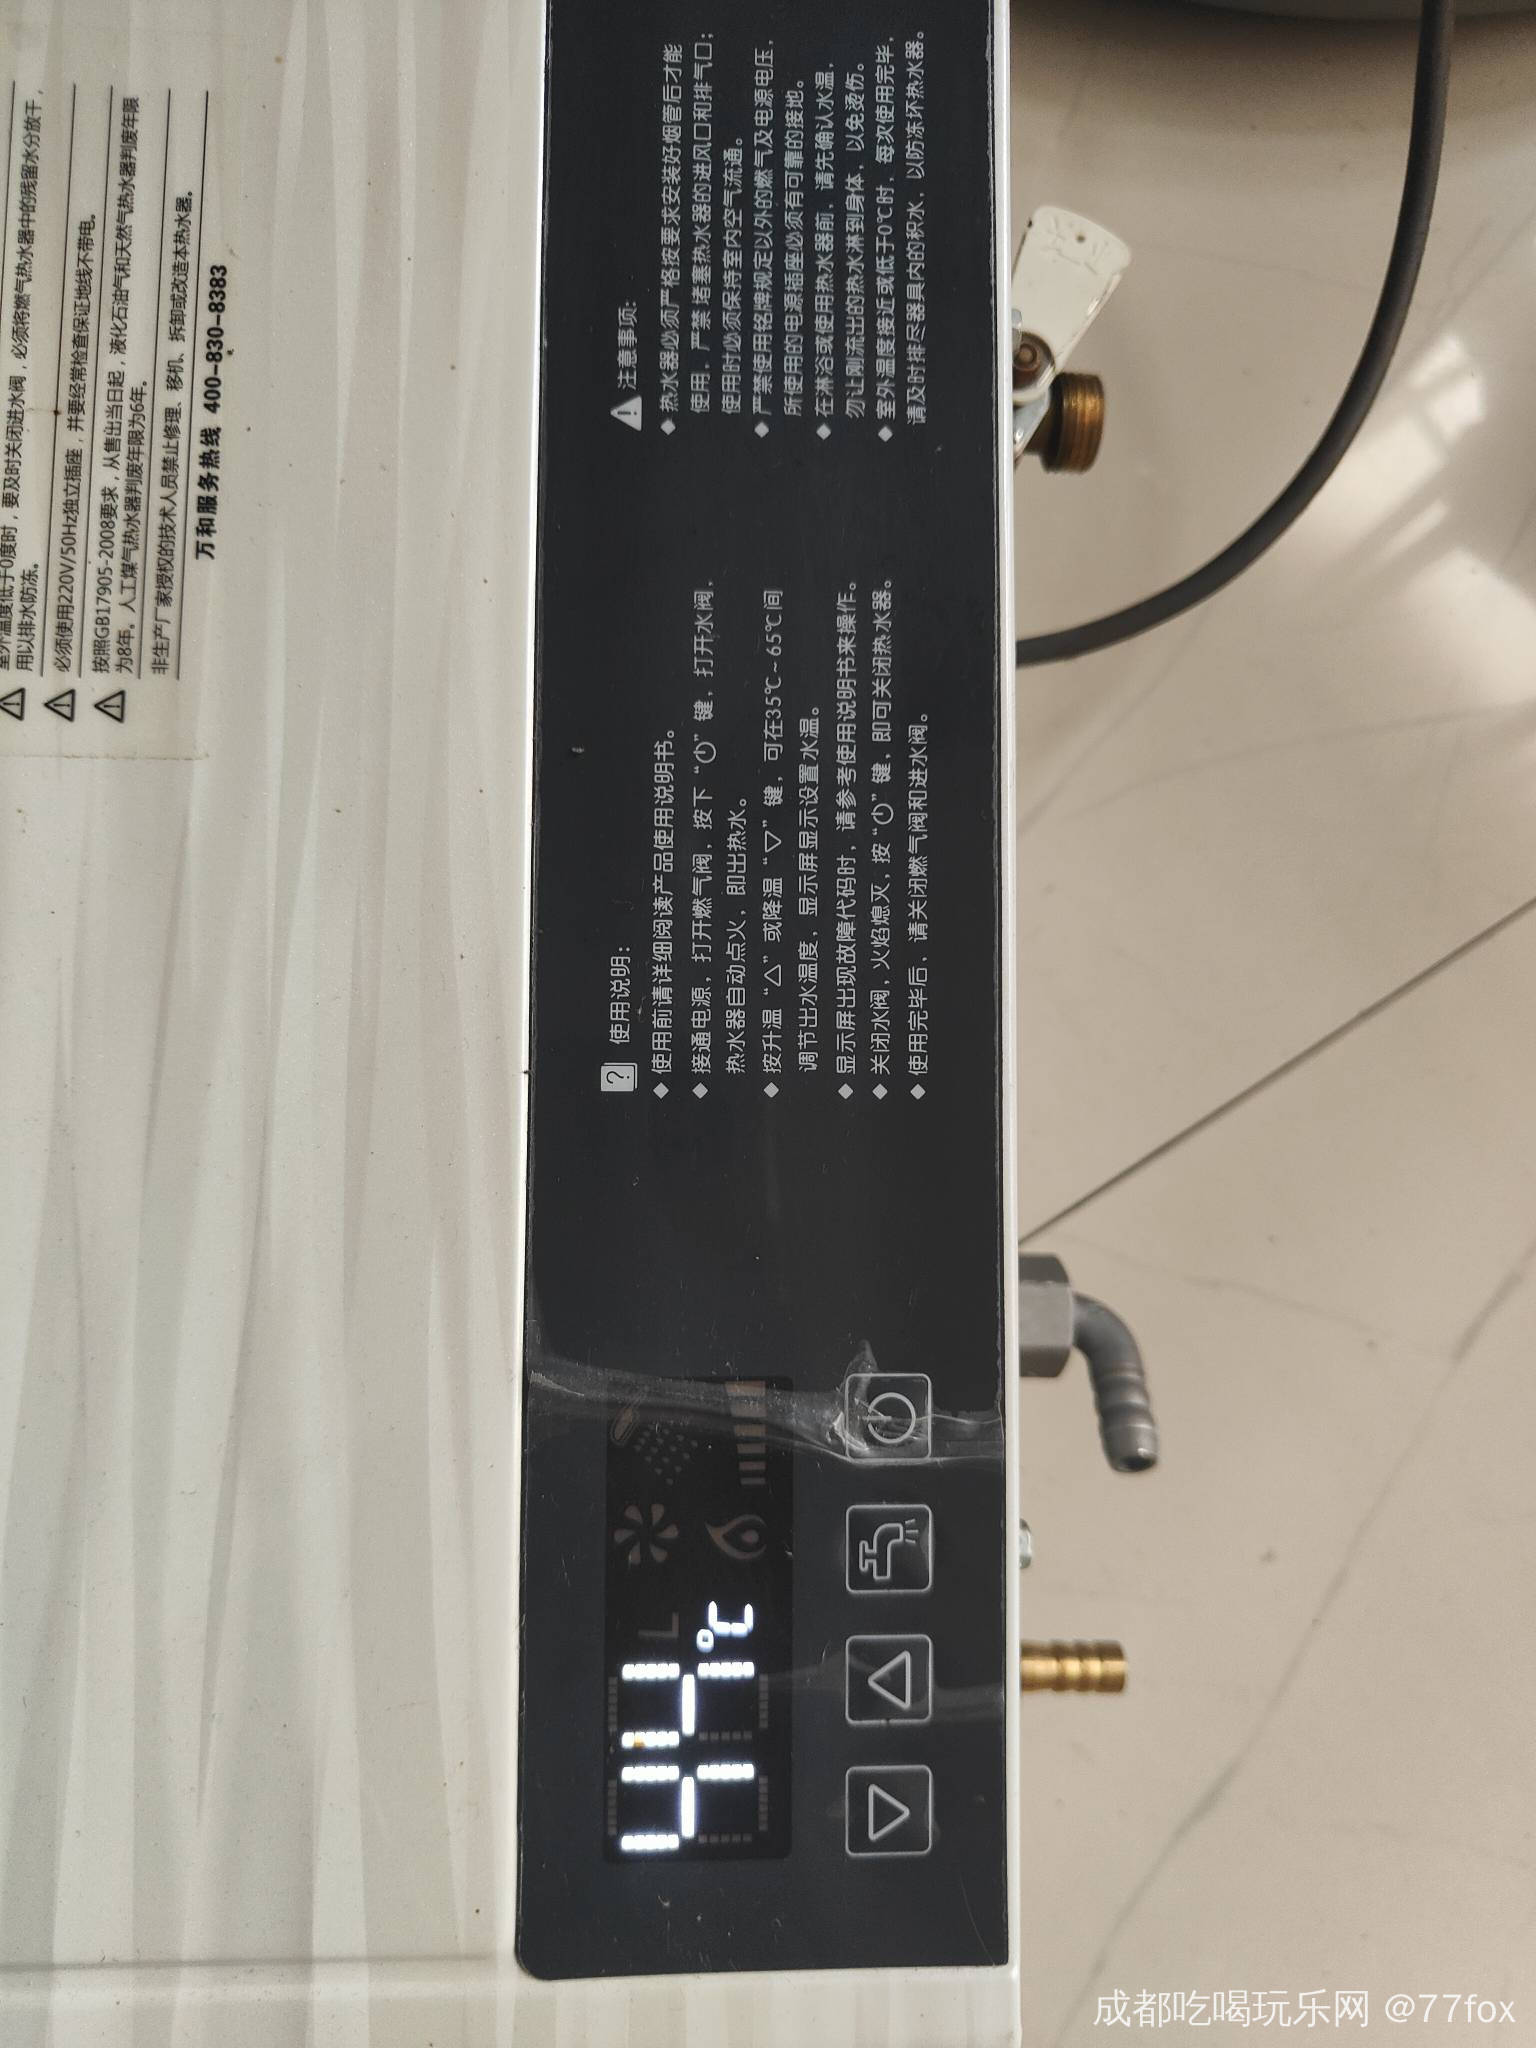 用以排水防冻。
必须使用220V/50Hz独立插座，并要经常检查保证地线不带电。
按照GB17905-2008要求，从售出当日起，液化石油气和天然气热水器判废年限
为8年。人工煤气热水器判废年限为6年。
非生产厂家授权的技术人员禁止修理、移机、拆卸或改造本热水器。
万和服务热线 400-830-8383
使用说明：
◆使用前请详细阅读产品使用说明书。
◆接通电源，打开燃气阀，按下“⏻”键，打开水阀，
热水器自动点火，即出热水。
◆按升温“△”或降温“▽”键，可在35℃~65℃间
调节出水温度，显示屏显示设置水温。
◆显示屏出现故障代码时，请参考使用说明书来操作。
◆关闭水阀，火焰熄灭，按“⏻”键，即可关闭热水器。
◆使用完毕后，请关闭燃气阀和进水阀。
注意事项：
◆热水器必须严格按要求安装好烟管后才能
使用，严禁堵塞热水器的进风口和排气口；
使用时必须保持室内空气流通。
◆严禁使用铭牌规定以外的燃气及电源电压，
所使用的电源插座必须有可靠的接地。
◆在淋浴或使用热水器前，请先确认水温，
勿让刚流出的热水淋到身体，以免烫伤。
◆室外温度接近或低于0℃时，每次使用完毕，
请及时排尽器具内的积水，以防冻坏热水器。
44℃
L
成都吃喝玩乐网 @77fox